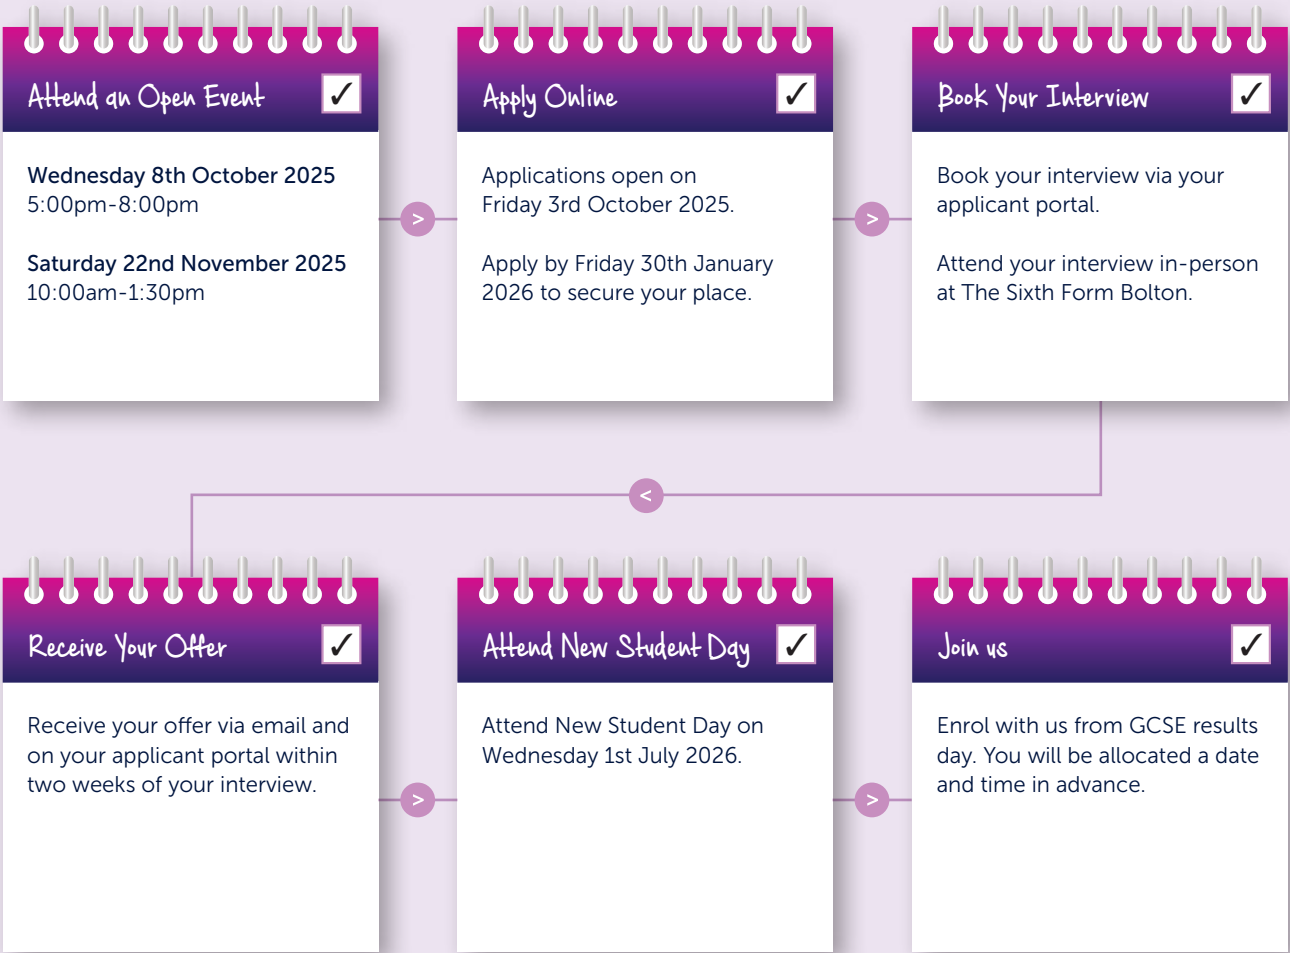 Attend an Open Event
Wednesday 8th October 2025
5:00pm-8:00pm
Saturday 22nd November 2025
10:00am-1:30pm
Apply Online
Applications open on
Friday 3rd October 2025.
Apply by Friday 30th January
2026 to secure your place.
Book Your Interview
Book your interview via your
applicant portal.
Attend your interview in-person
at The Sixth Form Bolton.
Receive Your Offer
Receive your offer via email and
on your applicant portal within
two weeks of your interview.
Attend New Student Day
Attend New Student Day on
Wednesday 1st July 2026.
Join us
Enrol with us from GCSE results
day. You will be allocated a date
and time in advance.